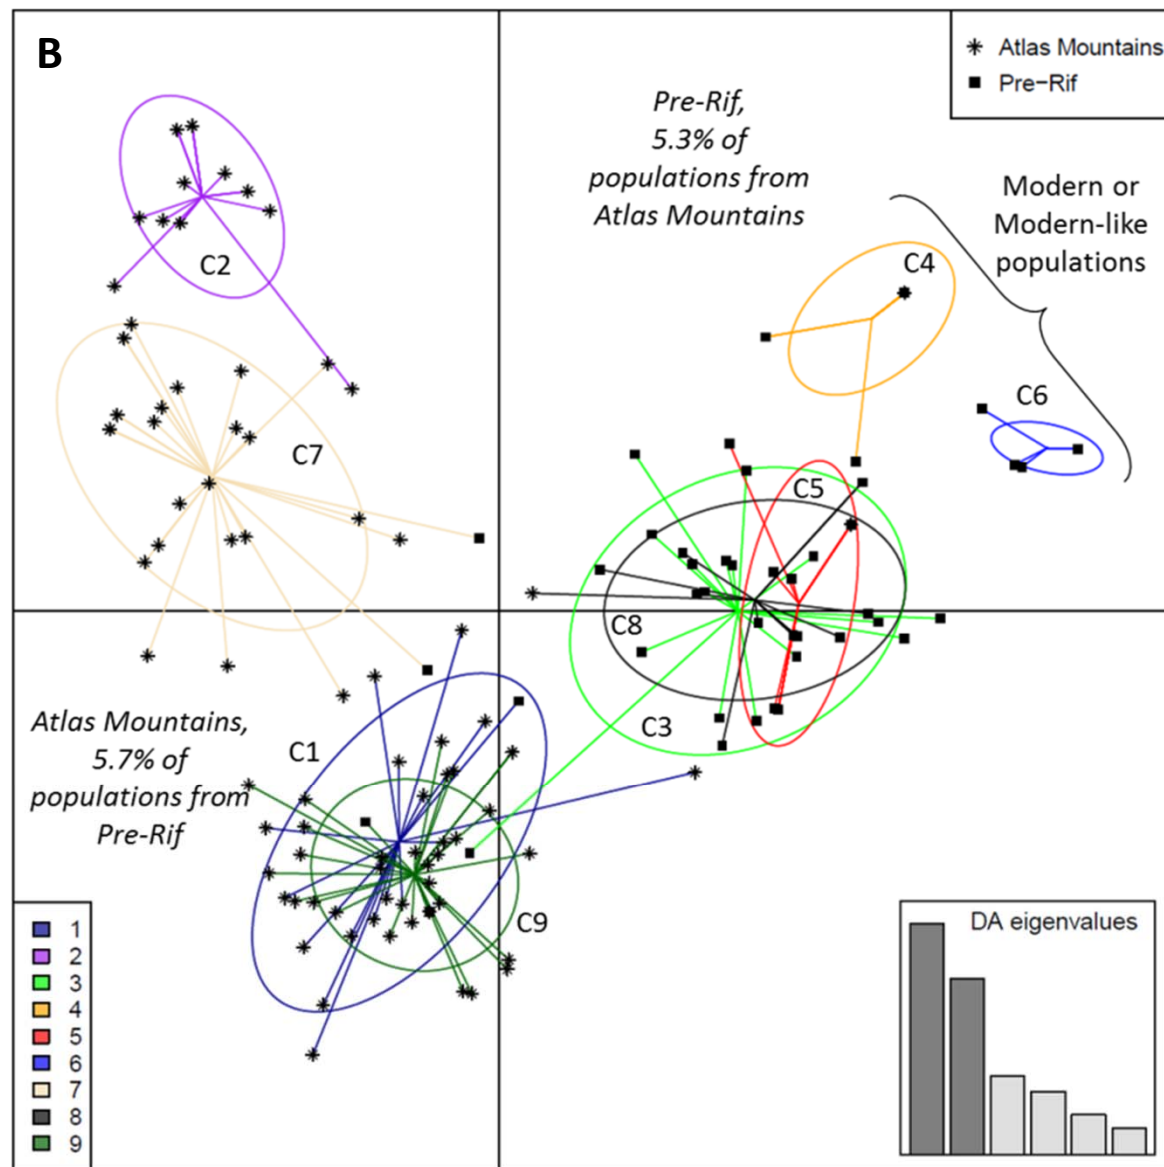 B
Atlas Mountains
Pre-Rif
Pre-Rif,
5.3% of
populations from
Atlas Mountains
Modern or
Modern-like
populations
C4
C2
C6
C7
C5
C8
C3
Atlas Mountains,
5.7% of
populations from
Pre-Rif
C1
C9
1
2
3
4
5
6
7
8
9
DA eigenvalues